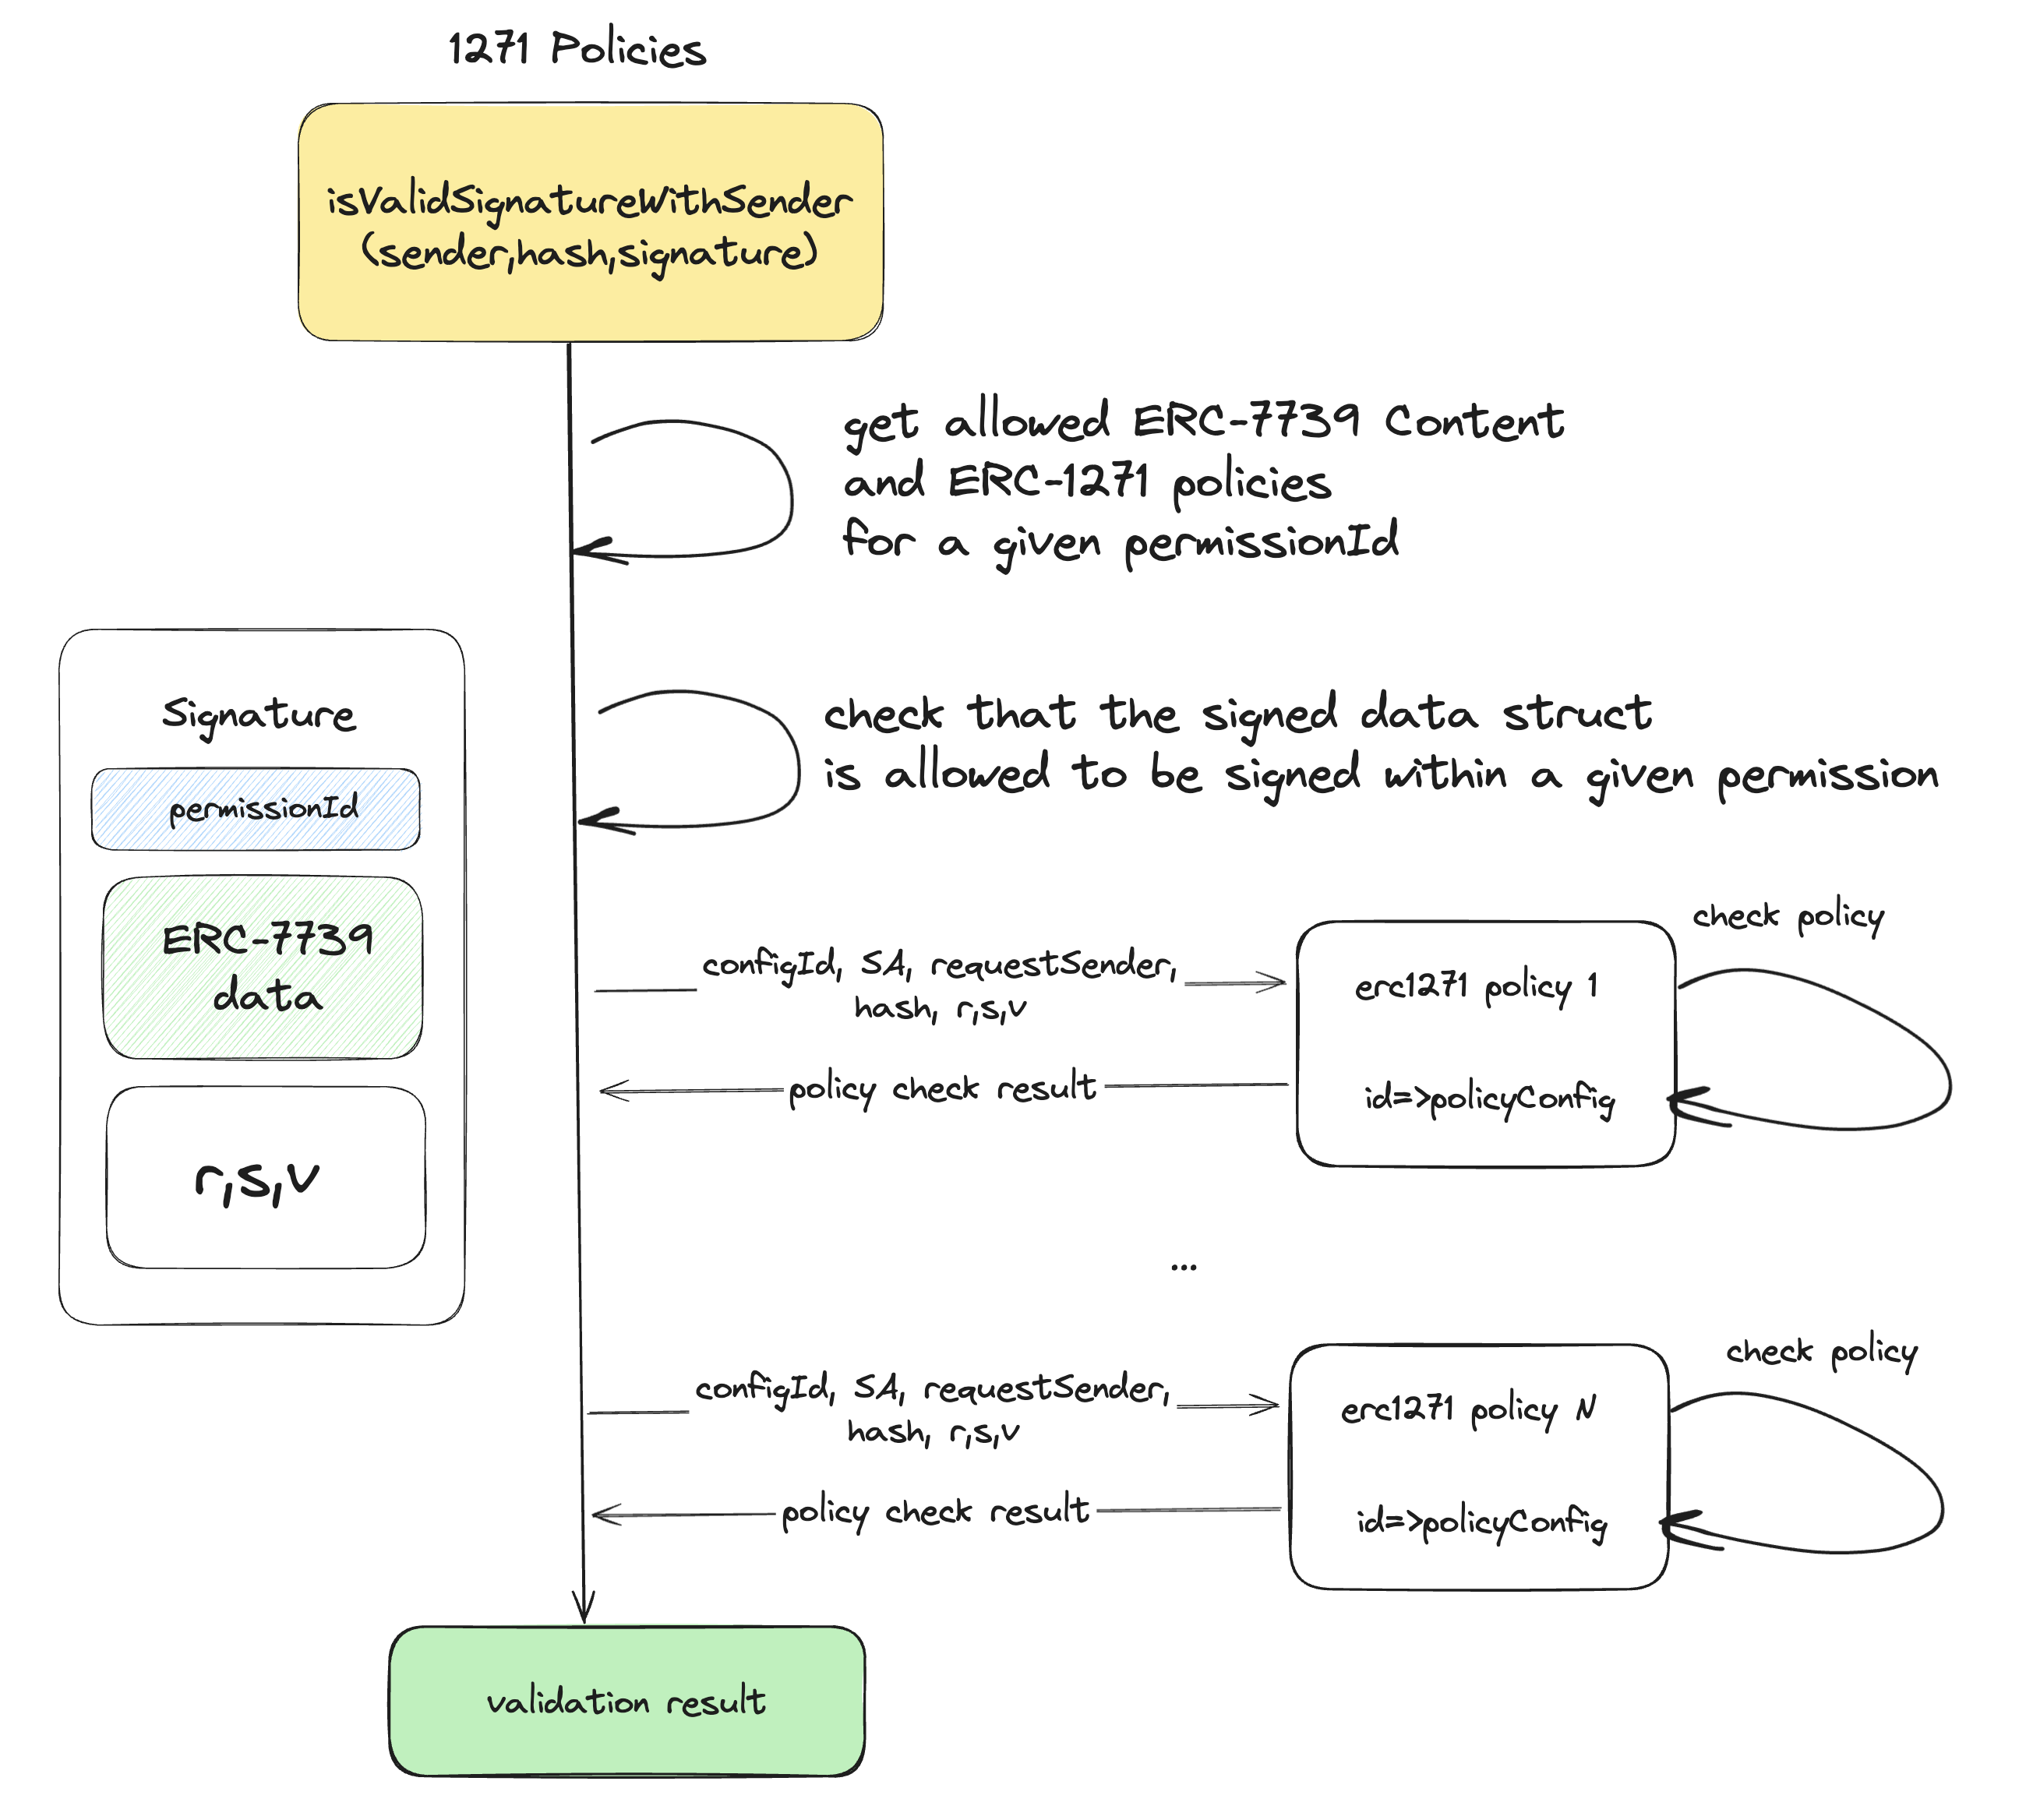 1271 Policies
isValidSignatureWithSender
(sender,hash,signature)
get allowed ERC-7739 Content
and ERC-1271 policies
for a given permissionId
Signature
permissionId
ERC-7739
data
r,s,v
check that the signed data struct
is allowed to be signed within a given permission
configId, SA, requestSender,
hash, r,s,v
policy check result
erc1271 policy 1
id=>policyConfig
check policy
...
configId, SA, requestSender,
hash, r,s,v
policy check result
erc1271 policy N
id=>policyConfig
check policy
validation result